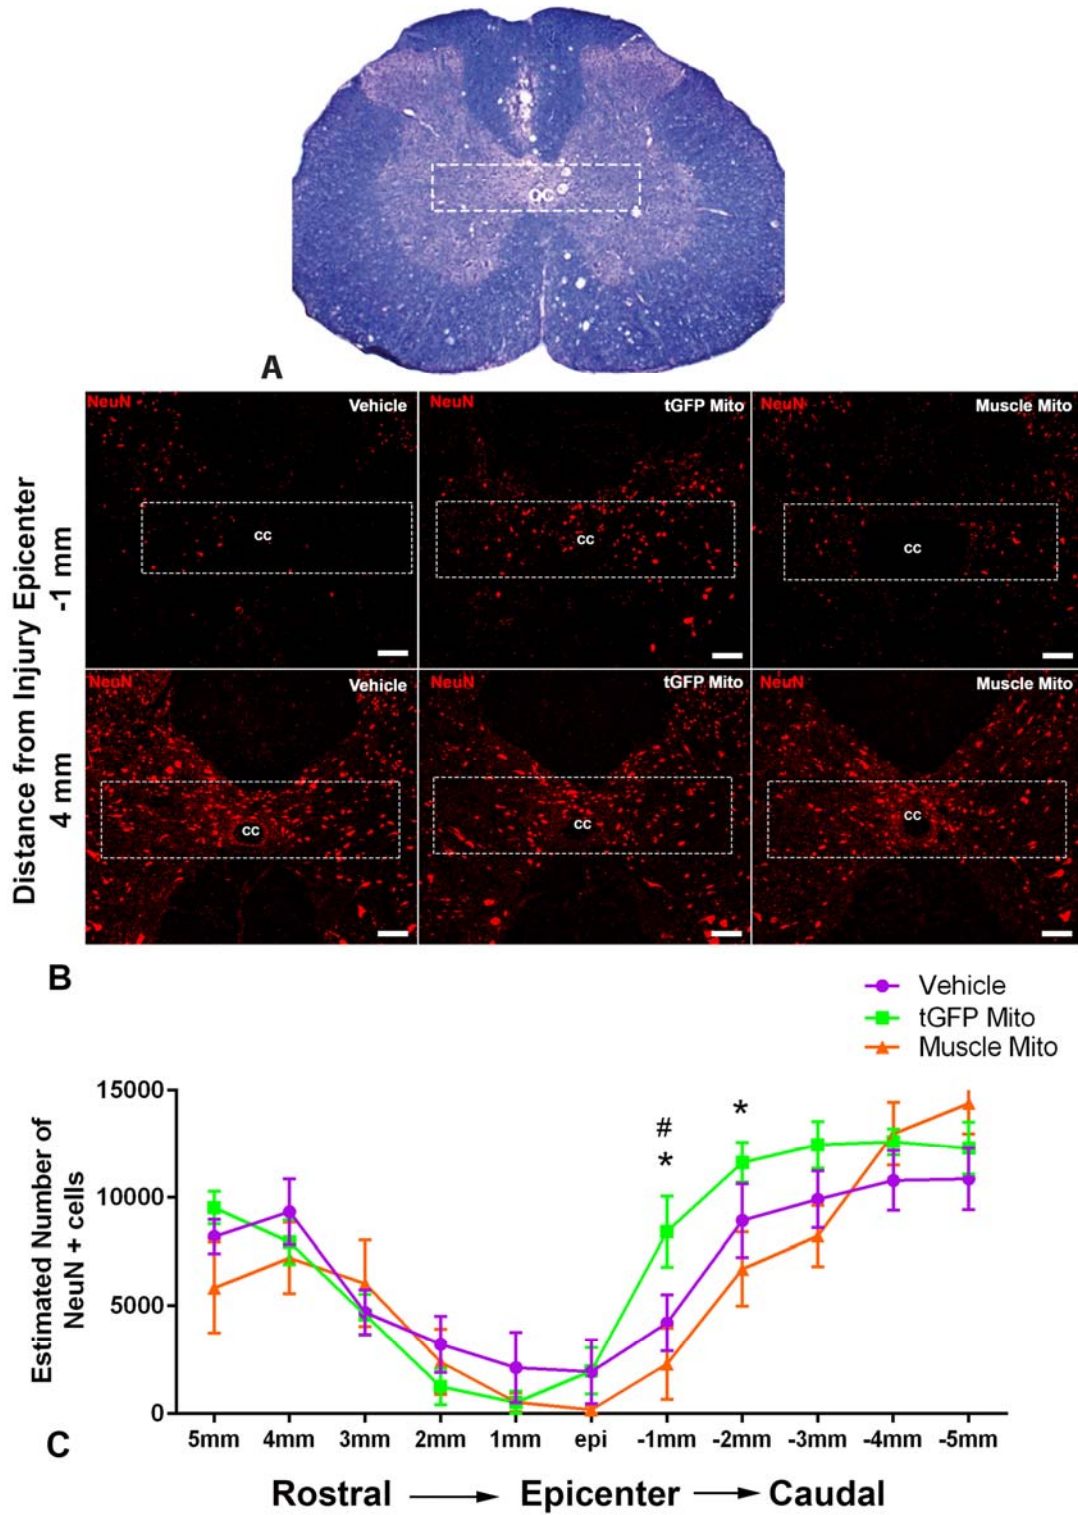 cc
A
Distance from Injury Epicenter
-1 mm
4 mm
NeuN
Vehicle
cc
NeuN
tGFP Mito
cc
NeuN
Muscle Mito
cc
NeuN
Vehicle
cc
NeuN
tGFP Mito
cc
NeuN
Muscle Mito
cc
B
Vehicle
tGFP Mito
Muscle Mito
Estimated Number of
NeuN + cells
15000
10000
5000
0
#
*
*
5mm 4mm 3mm 2mm 1mm epi -1mm -2mm -3mm -4mm -5mm
C
Rostral → Epicenter → Caudal